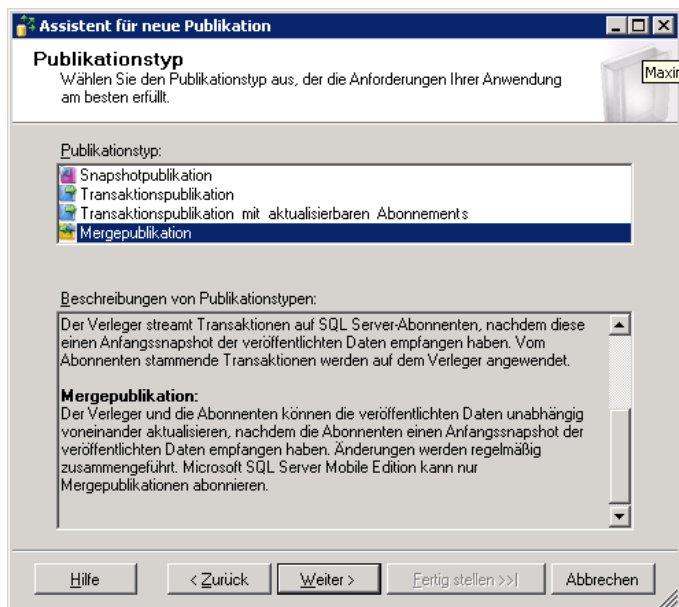 Assistent für neue Publikation
Publikationstyp
Wählen Sie den Publikationstyp aus, der die Anforderungen Ihrer Anwendung
am besten erfüllt.
Publikationstyp:
Snapshotpublikation
Transaktionspublikation
Transaktionspublikation mit aktualisierbaren Abonnements
Mergepublikation
Beschreibungen von Publikationstypen:
Der Verleger streamt Transaktionen auf SQL Server-Abonnenten, nachdem diese
einen Anfangssnapshot der veröffentlichten Daten empfangen haben. Vom
Abonnenten stammende Transaktionen werden auf dem Verleger angewendet.
Mergepublikation:
Der Verleger und die Abonnenten können die veröffentlichten Daten unabhängig
voneinander aktualisieren, nachdem die Abonnenten einen Anfangssnapshot der
veröffentlichten Daten empfangen haben. Änderungen werden regelmäßig
zusammengeführt. Microsoft SQL Server Mobile Edition kann nur
Mergepublikationen abonnieren.
Hilfe
< Zurück
Weiter >
Fertig stellen >>|
Abbrechen